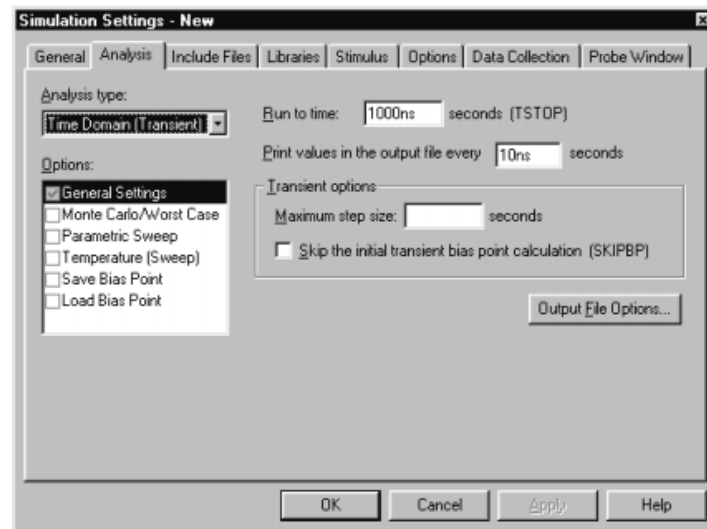 Simulation Settings - New
General Analysis Include Files Libraries Stimulus Options Data Collection Probe Window
Analysis type:
Time Domain (Transient)
Options:
General Settings
Monte Carlo/Worst Case
Parametric Sweep
Temperature (Sweep)
Save Bias Point
Load Bias Point
Run to time: 1000ns seconds (TSTOP)
Print values in the output file every 10ns seconds
Transient options
Maximum step size: seconds
Skip the initial transient bias point calculation (SKIPBP)
Output File Options...
OK Cancel Apply Help